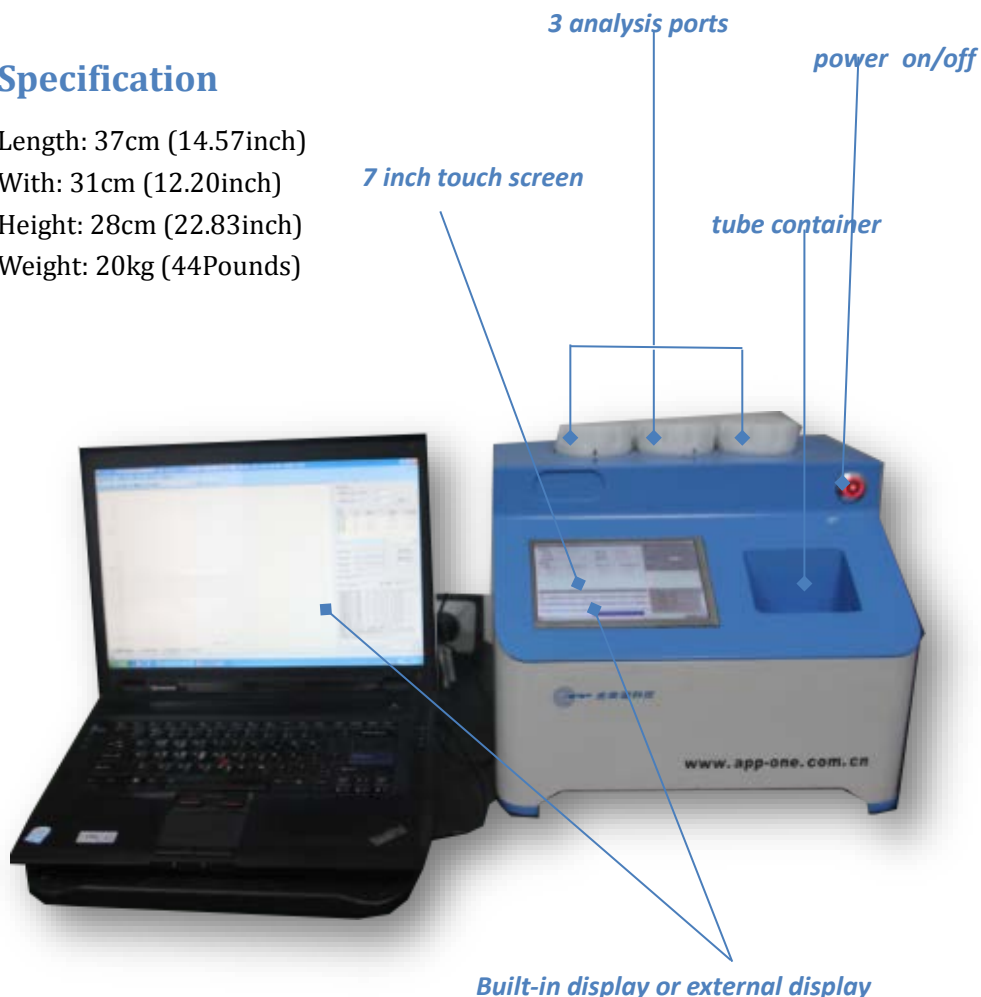 3 analysis ports
power on/off
Specification
Length: 37cm (14.57inch)
With: 31cm (12.20inch)
7 inch touch screen
Height: 28cm (22.83inch)
tube container
Weight: 20kg (44Pounds)
www.app-one.com.cn
Built-in display or external display